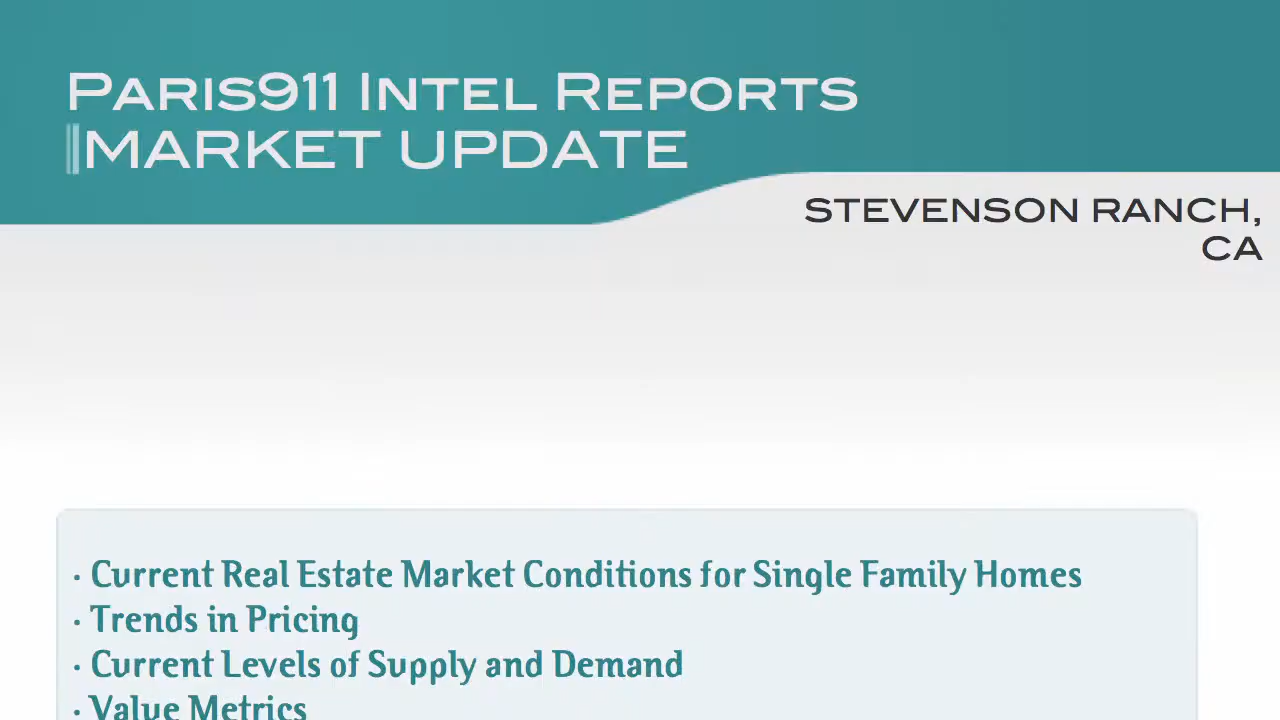 Paris911 Intel Reports
MARKET UPDATE
STEVENSON RANCH,
CA
· Current Real Estate Market Conditions for Single Family Homes
· Trends in Pricing
· Current Levels of Supply and Demand
· Value Metrics